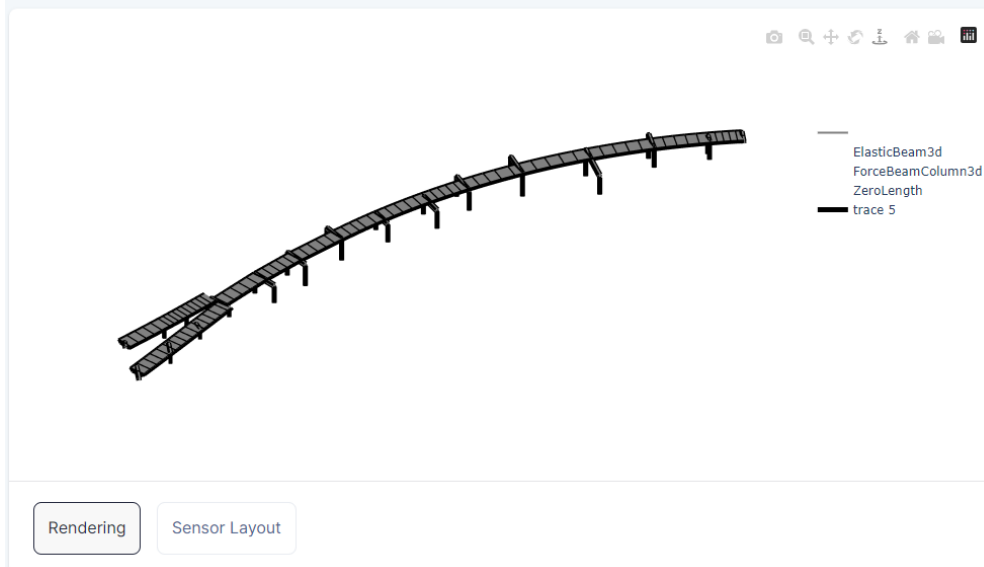 ElasticBeam3d
ForceBeamColumn3d
ZeroLength
trace 5
Rendering
Sensor Layout